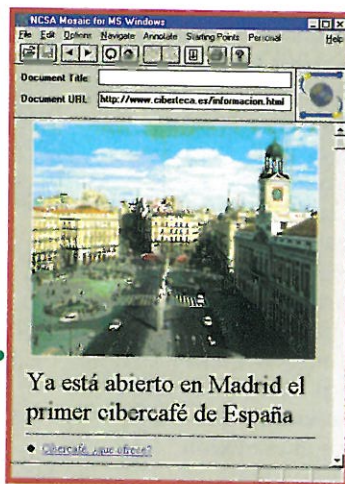 NCSA Mosaic for MS Windows
File Edit Options Navigate Annotate Starting Points Personal Help
Document Title:
Document URL: http://www.ciberteca.es/informacion.html
Ya está abierto en Madrid el
primer cibercafé de España
Cibercafé, ¿que ofrece?